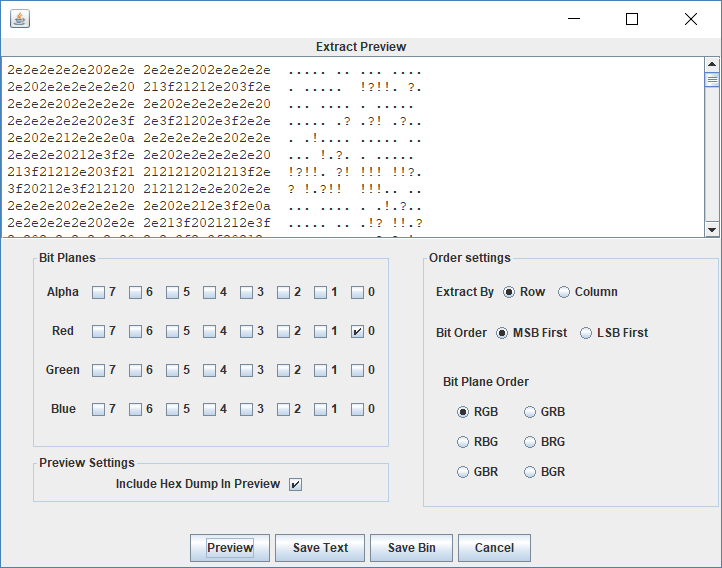 Extract Preview
2e2e2e2e2e202e2e 2e2e2e202e2e2e2e ..... .. ... ....
2e202e2e2e2e2e20 213f21212e203f2e . ..... !?!!. ?.
2e2e2e202e2e2e2e 202e2e2e2e2e2e20 ... .... . .....
2e2e2e2e2e202e3f 2e3f21202e3f2e2e ..... .? .?! .?..
2e202e212e2e2e0a 2e2e2e2e2e202e2e . .!.... ..... ..
2e2e2e20212e3f2e 2e202e2e2e2e2e20 ... !.?. . .....
213f21212e203f21 2121212021213f2e !?!!. ?! !!! !!?.
3f20212e3f212120 2121212e2e202e2e ? !.?!! !!!.. ..
2e2e2e202e2e2e2e 2e202e212e3f2e0a ... .... . .!.?..
2e2e2e2e2e202e2e 2e213f2021212e3f ..... .. .!? !!.?
Bit Planes
Alpha 7 6 5 4 3 2 1 0
Red 7 6 5 4 3 2 1 0
Green 7 6 5 4 3 2 1 0
Blue 7 6 5 4 3 2 1 0
Preview Settings
Include Hex Dump In Preview
Order settings
Extract By Row Column
Bit Order MSB First LSB First
Bit Plane Order
RGB GRB
RBG BRG
GBR BGR
Preview Save Text Save Bin Cancel